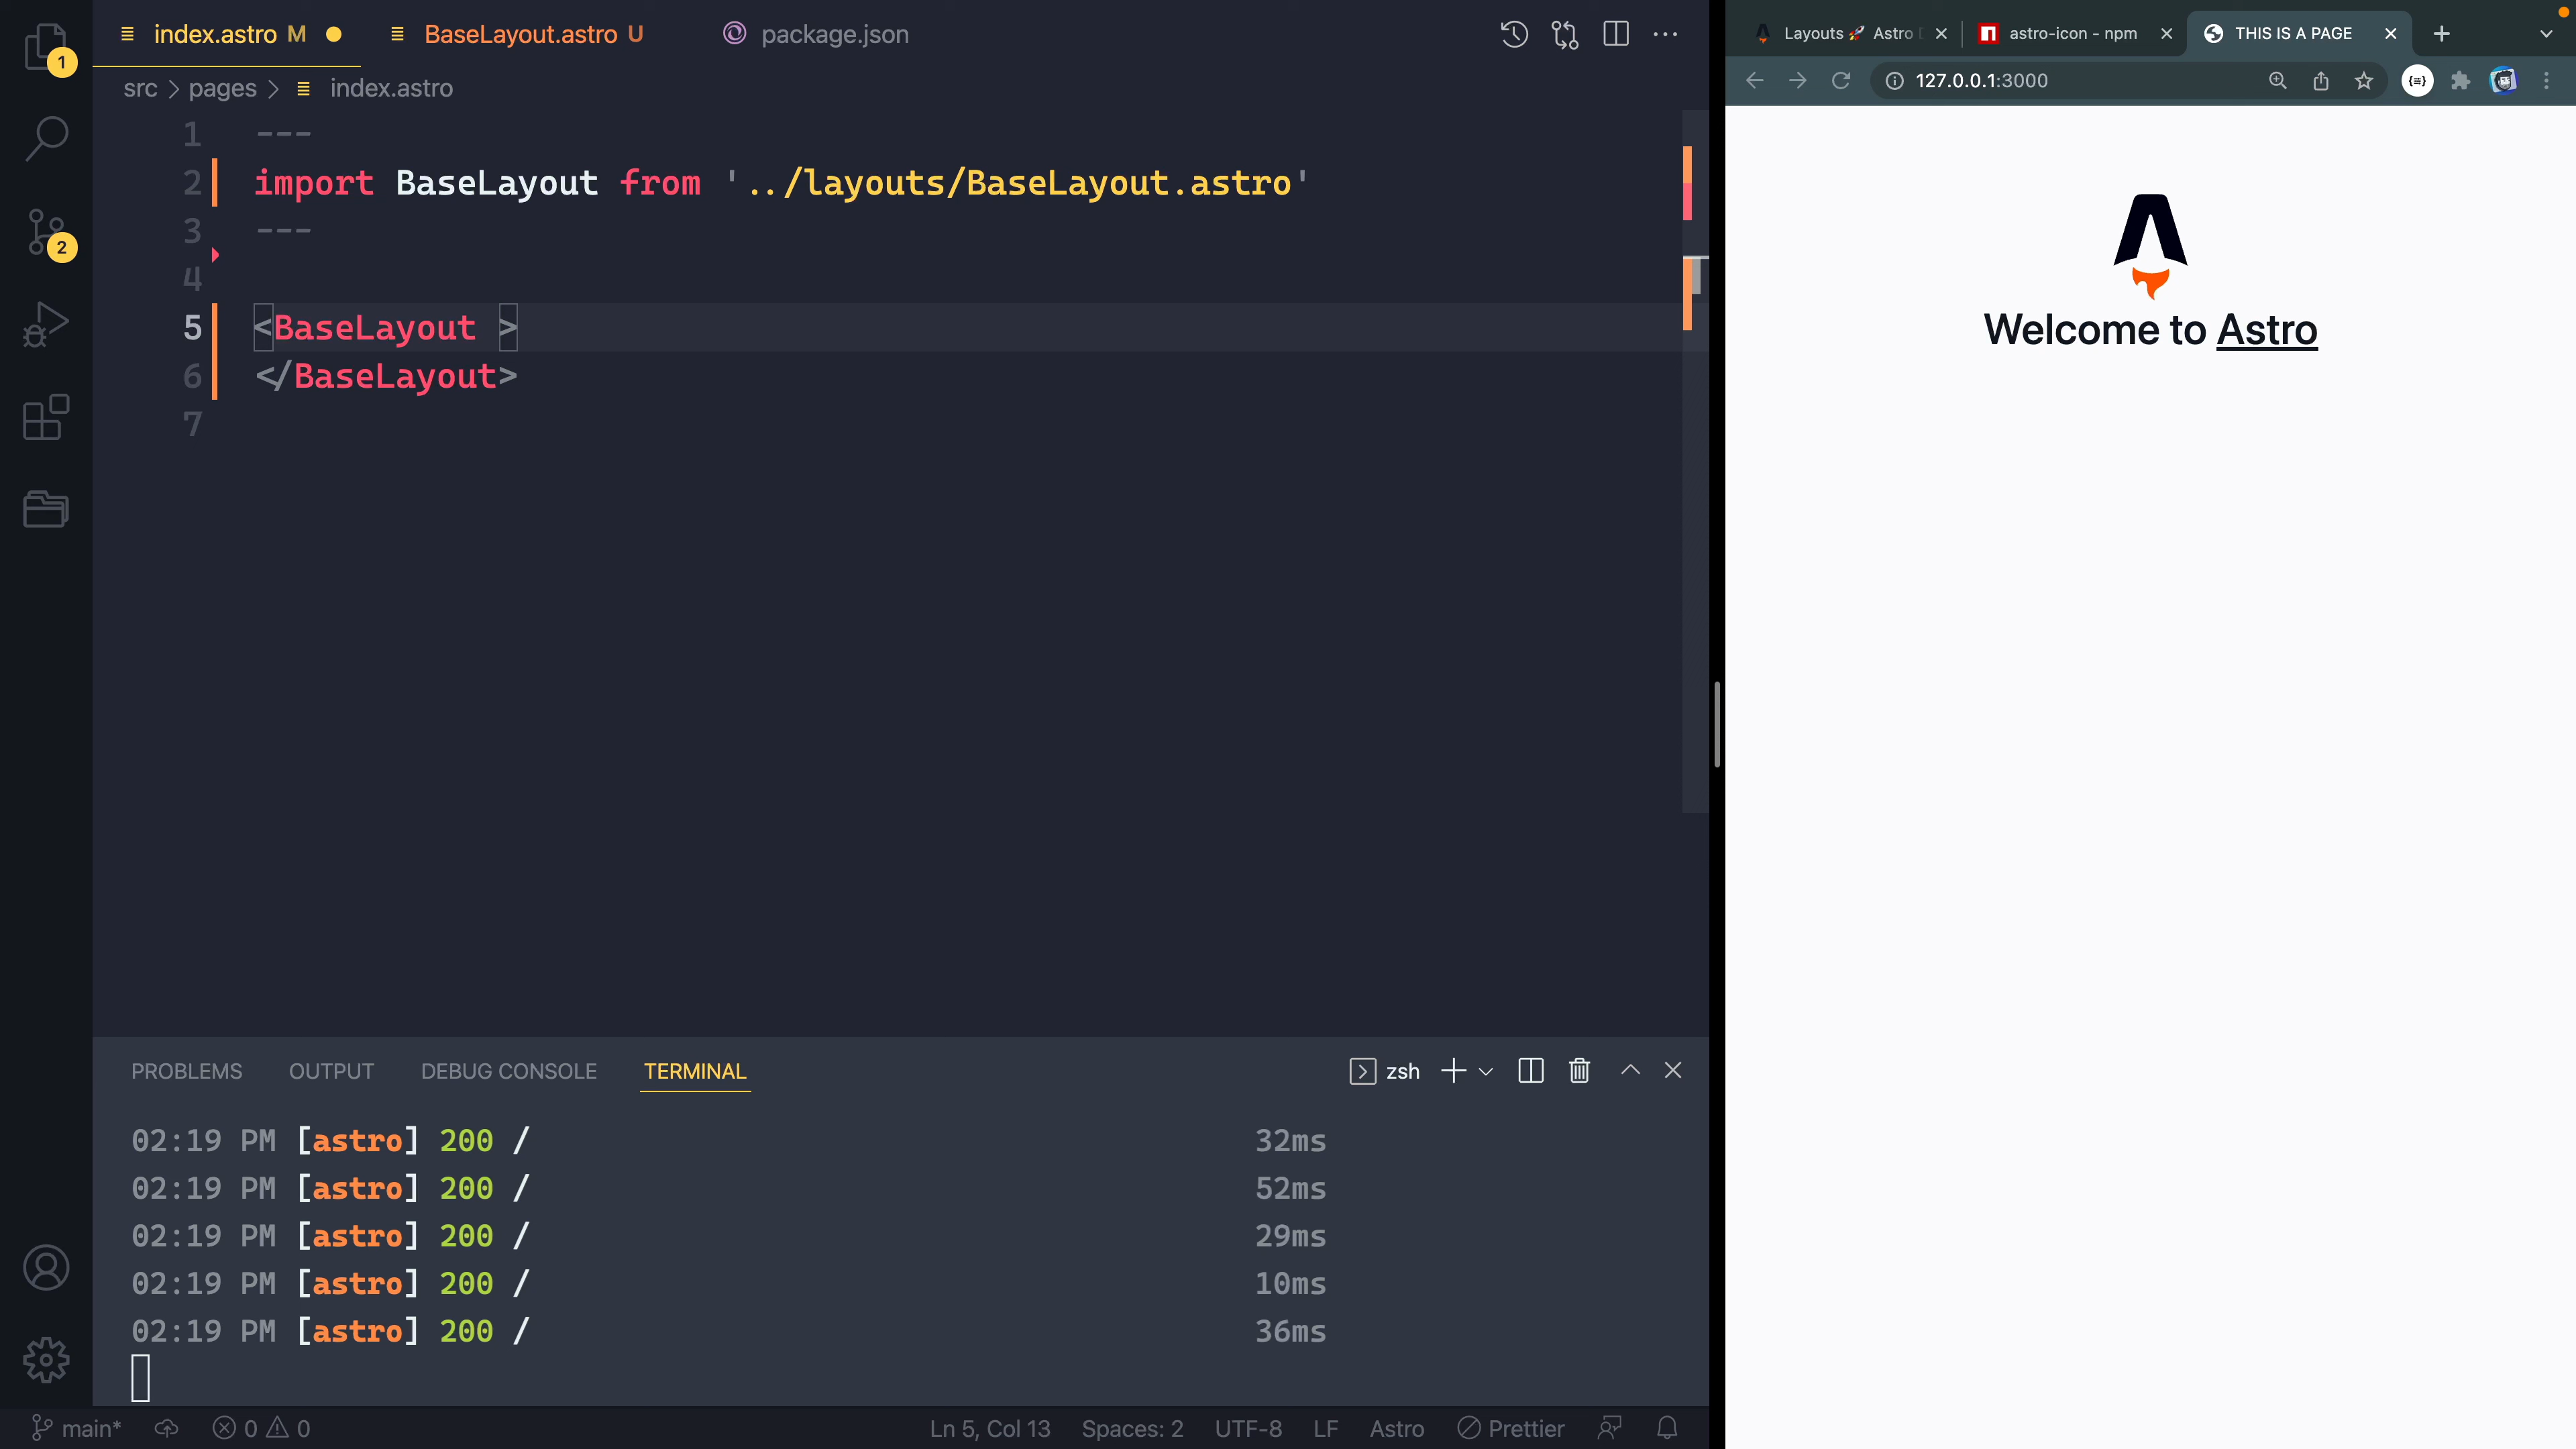 index.astro M
BaseLayout.astro U
package.json
src > pages > index.astro
1 ---
2 import BaseLayout from '../layouts/BaseLayout.astro'
3 ---
4
5 <BaseLayout >
6 </BaseLayout>
7
1
2
PROBLEMS OUTPUT DEBUG CONSOLE TERMINAL
zsh
02:19 PM [astro] 200 / 32ms
02:19 PM [astro] 200 / 52ms
02:19 PM [astro] 200 / 29ms
02:19 PM [astro] 200 / 10ms
02:19 PM [astro] 200 / 36ms
main* 0 0 Ln 5, Col 13 Spaces: 2 UTF-8 LF Astro Prettier
Layouts 🚀 Astro D
astro-icon - npm
THIS IS A PAGE
127.0.0.1:3000
Welcome to Astro